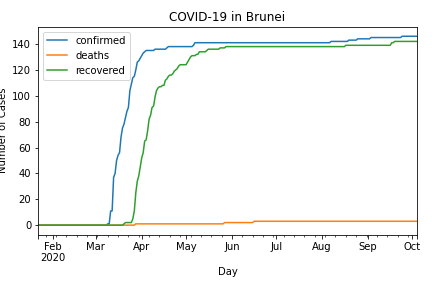 COVID-19 in Brunei
confirmed
deaths
recovered
140
120
100
80
60
40
20
0
Number of Cases
Feb Mar Apr May Jun Jul Aug Sep Oct
2020
Day